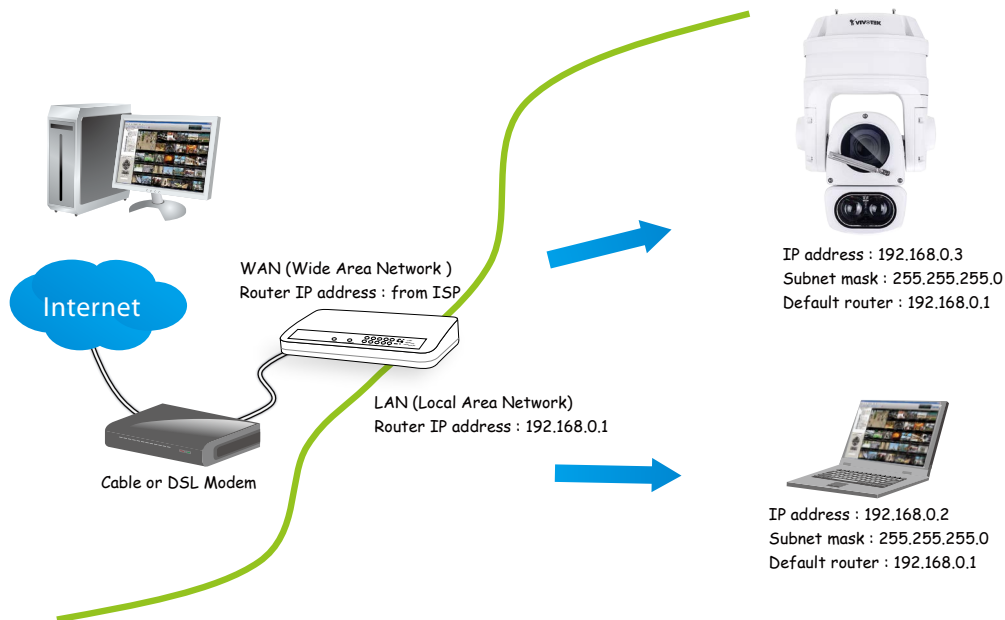 VIVOTEK
WAN (Wide Area Network )
Router IP address : from ISP
Internet
IP address : 192.168.0.3
Subnet mask : 255.255.255.0
Default router : 192.168.0.1
LAN (Local Area Network)
Router IP address : 192.168.0.1
Cable or DSL Modem
IP address : 192.168.0.2
Subnet mask : 255.255.255.0
Default router : 192.168.0.1